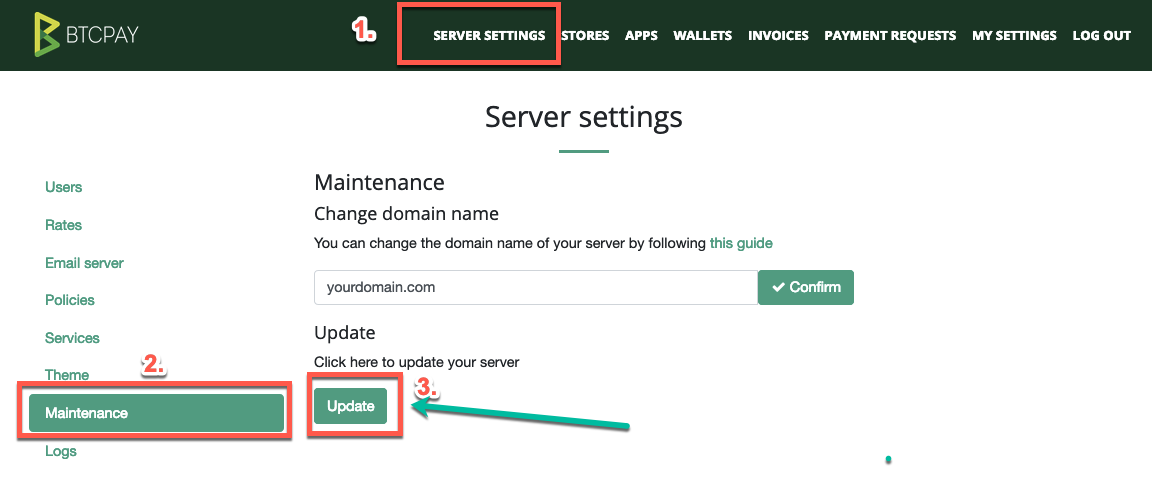 BTCPAY
1.
SERVER SETTINGS STORES APPS WALLETS INVOICES PAYMENT REQUESTS MY SETTINGS LOG OUT
Server settings
Users
Rates
Email server
Policies
Services
Theme
2.
Maintenance
Logs
Maintenance
Change domain name
You can change the domain name of your server by following this guide
yourdomain.com
Confirm
Update
Click here to update your server
3.
Update